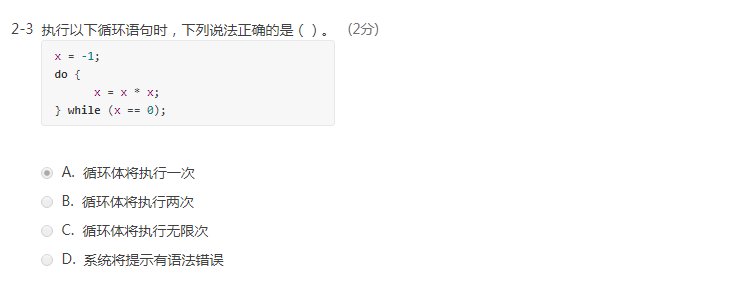 2-3 执行以下循环语句时，下列说法正确的是（ ）。 (2分)
x = -1;
do {
x = x * x;
} while (x == 0);
A. 循环体将执行一次
B. 循环体将执行两次
C. 循环体将执行无限次
D. 系统将提示有语法错误